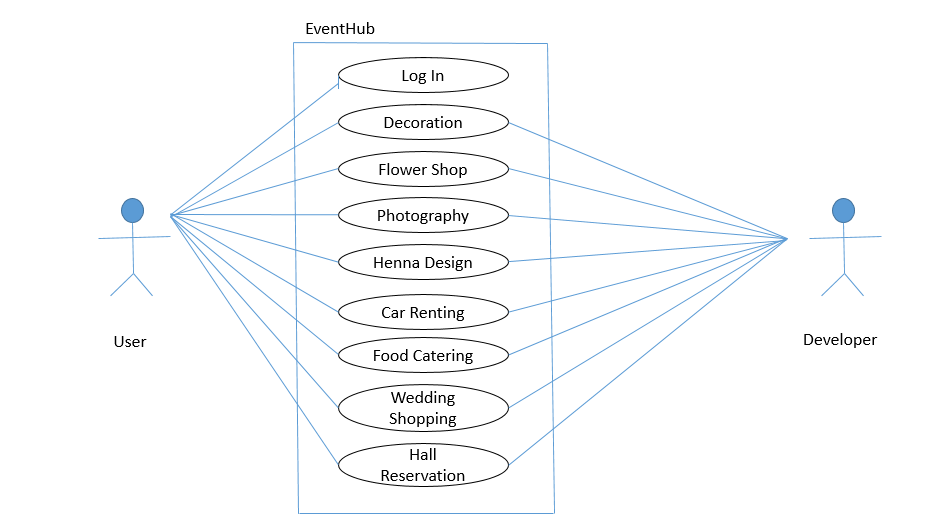 EventHub
Log In
Decoration
Flower Shop
Photography
Henna Design
Car Renting
Food Catering
Wedding
Shopping
Hall
Reservation
User
Developer